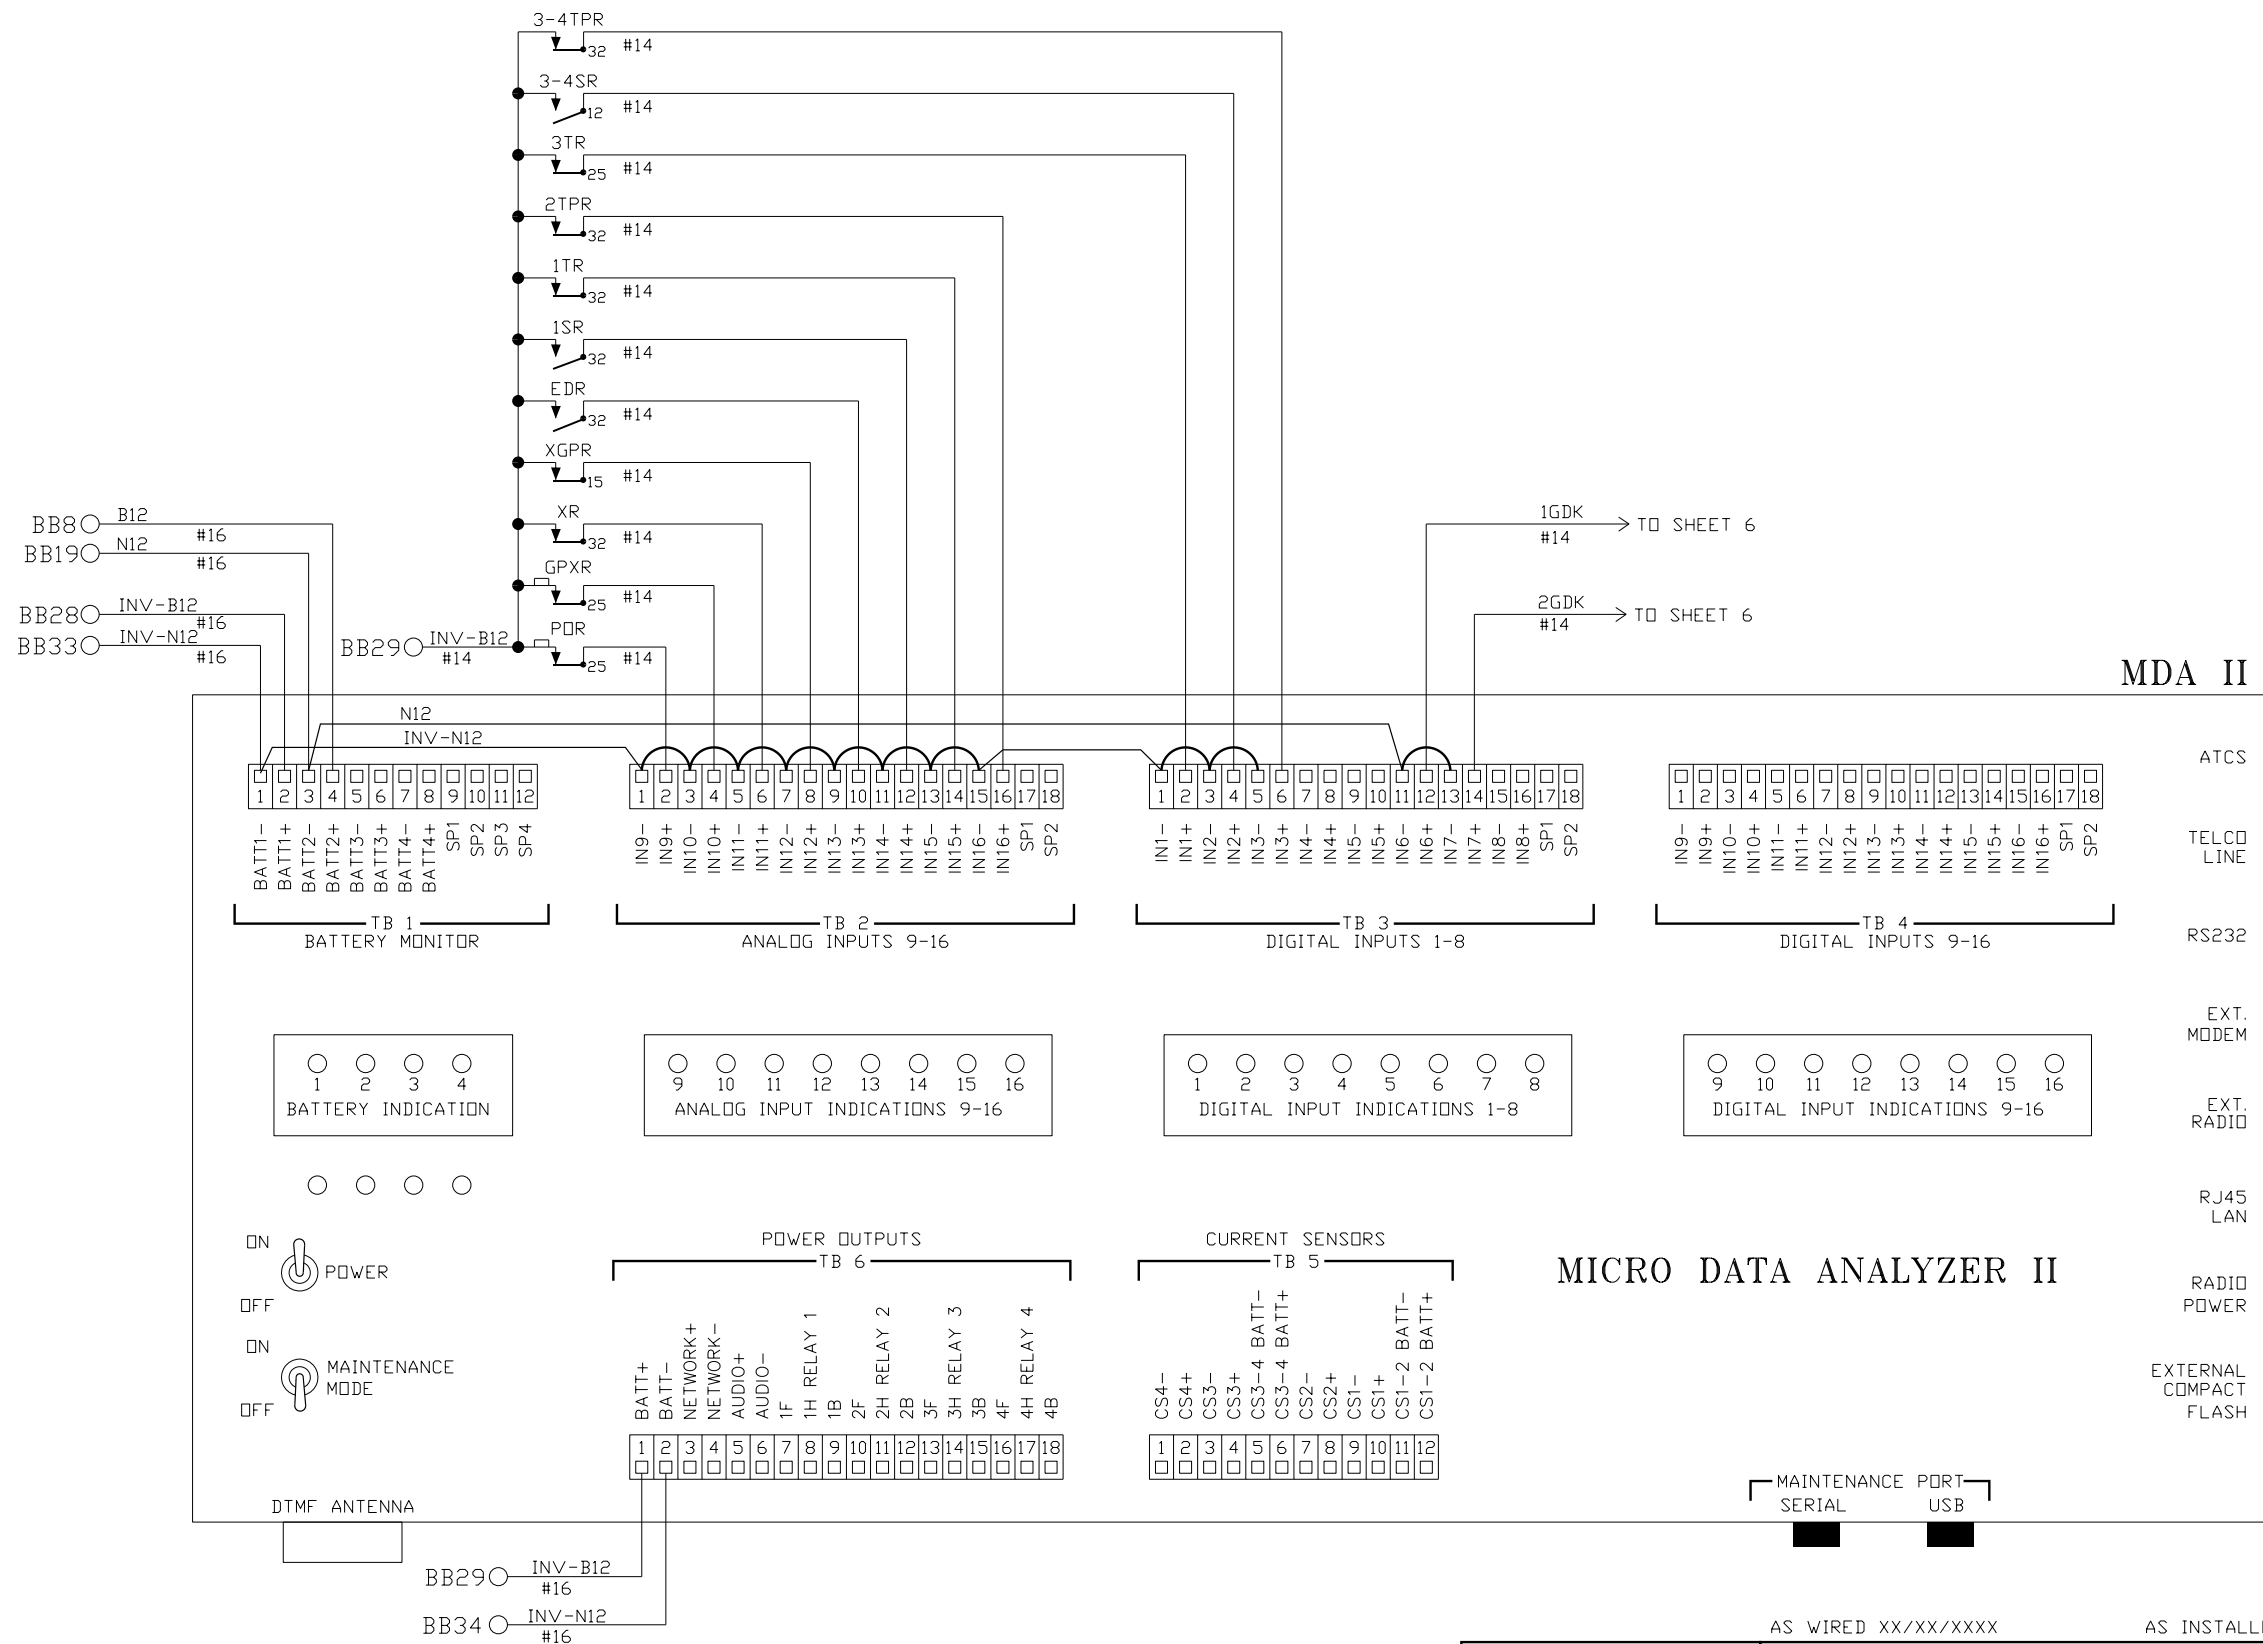 3-4TPR
32 #14
3-4SR
12 #14
3TR
25 #14
2TPR
32 #14
1TR
32 #14
1SR
32 #14
EDR
32 #14
XGPR
15 #14
XR
32 #14
GPXR
25 #14
POR
25 #14
BB8 B12
#16
BB19 N12
#16
BB28 INV-B12
#16
BB33 INV-N12
#16
BB29 INV-B12
#14
1GDK
#14
TO SHEET 6
2GDK
#14
TO SHEET 6
MDA II
N12
INV-N12
1 2 3 4 5 6 7 8 9 10 11 12
BATT1- BATT1+ BATT2- BATT2+ BATT3- BATT3+ BATT4- BATT4+ SP1 SP2 SP3 SP4
TB 1
BATTERY MONITOR
1 2 3 4 5 6 7 8 9 10 11 12 13 14 15 16 17 18
IN9- IN9+ IN10- IN10+ IN11- IN11+ IN12- IN12+ IN13- IN13+ IN14- IN14+ IN15- IN15+ IN16- IN16+ SP1 SP2
TB 2
ANALOG INPUTS 9-16
1 2 3 4 5 6 7 8 9 10 11 12 13 14 15 16 17 18
IN1- IN1+ IN2- IN2+ IN3- IN3+ IN4- IN4+ IN5- IN5+ IN6- IN6+ IN7- IN7+ IN8- IN8+ SP1 SP2
TB 3
DIGITAL INPUTS 1-8
1 2 3 4 5 6 7 8 9 10 11 12 13 14 15 16 17 18
IN9- IN9+ IN10- IN10+ IN11- IN11+ IN12- IN12+ IN13- IN13+ IN14- IN14+ IN15- IN15+ IN16- IN16+ SP1 SP2
TB 4
DIGITAL INPUTS 9-16
ATCS
TELCO
LINE
RS232
EXT.
MODEM
EXT.
RADIO
RJ45
LAN
RADIO
POWER
EXTERNAL
COMPACT
FLASH
1 2 3 4
BATTERY INDICATION
9 10 11 12 13 14 15 16
ANALOG INPUT INDICATIONS 9-16
1 2 3 4 5 6 7 8
DIGITAL INPUT INDICATIONS 1-8
9 10 11 12 13 14 15 16
DIGITAL INPUT INDICATIONS 9-16
ON
POWER
OFF
ON
MAINTENANCE
MODE
OFF
POWER OUTPUTS
TB 6
BATT+ BATT- NETWORK+ NETWORK- AUDIO+ AUDIO- 1F 1H RELAY 1 1B 2F 2H RELAY 2 2B 3F 3H RELAY 3 3B 4F 4H RELAY 4 4B
1 2 3 4 5 6 7 8 9 10 11 12 13 14 15 16 17 18
CURRENT SENSORS
TB 5
CS4- CS4+ CS3- CS3+ CS3-4 BATT- CS3-4 BATT+ CS2- CS2+ CS1- CS1+ CS1-2 BATT- CS1-2 BATT+
1 2 3 4 5 6 7 8 9 10 11 12
MICRO DATA ANALYZER II
DTMF ANTENNA
MAINTENANCE PORT
SERIAL USB
BB29 INV-B12
#16
BB34 INV-N12
#16
AS WIRED XX/XX/XXXX
AS INSTALL